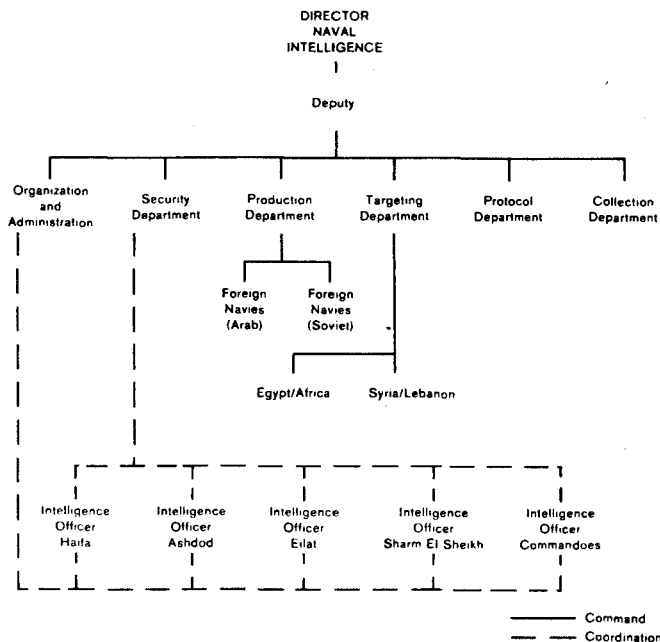 DIRECTOR
NAVAL
INTELLIGENCE
Deputy
Organization
and
Administration
Security
Department
Production
Department
Targeting
Department
Protocol
Department
Collection
Department
Foreign
Navies
(Arab)
Foreign
Navies
(Soviet)
Egypt/Africa
Syria/Lebanon
Intelligence
Officer
Haifa
Intelligence
Officer
Ashdod
Intelligence
Officer
Eilat
Intelligence
Officer
Sharm El Sheikh
Intelligence
Officer
Commandoes
Command
Coordination